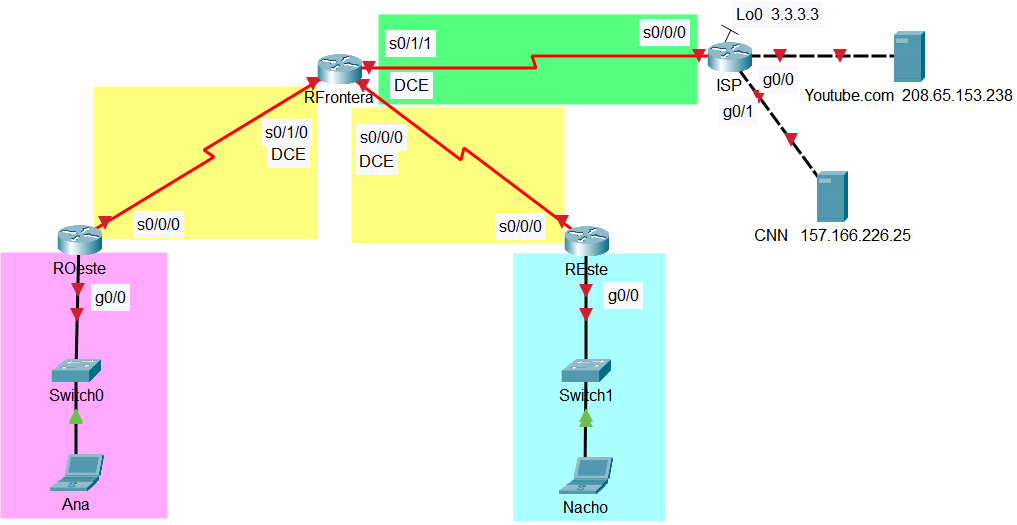 Lo0 3.3.3.3
s0/0/0
s0/1/1
ISP
g0/0
DCE
RFrontera
Youtube.com 208.65.153.238
g0/1
s0/1/0
DCE
s0/0/0
DCE
s0/0/0
s0/0/0
CNN 157.166.226.25
ROeste
REste
g0/0
g0/0
Switch0
Switch1
Ana
Nacho